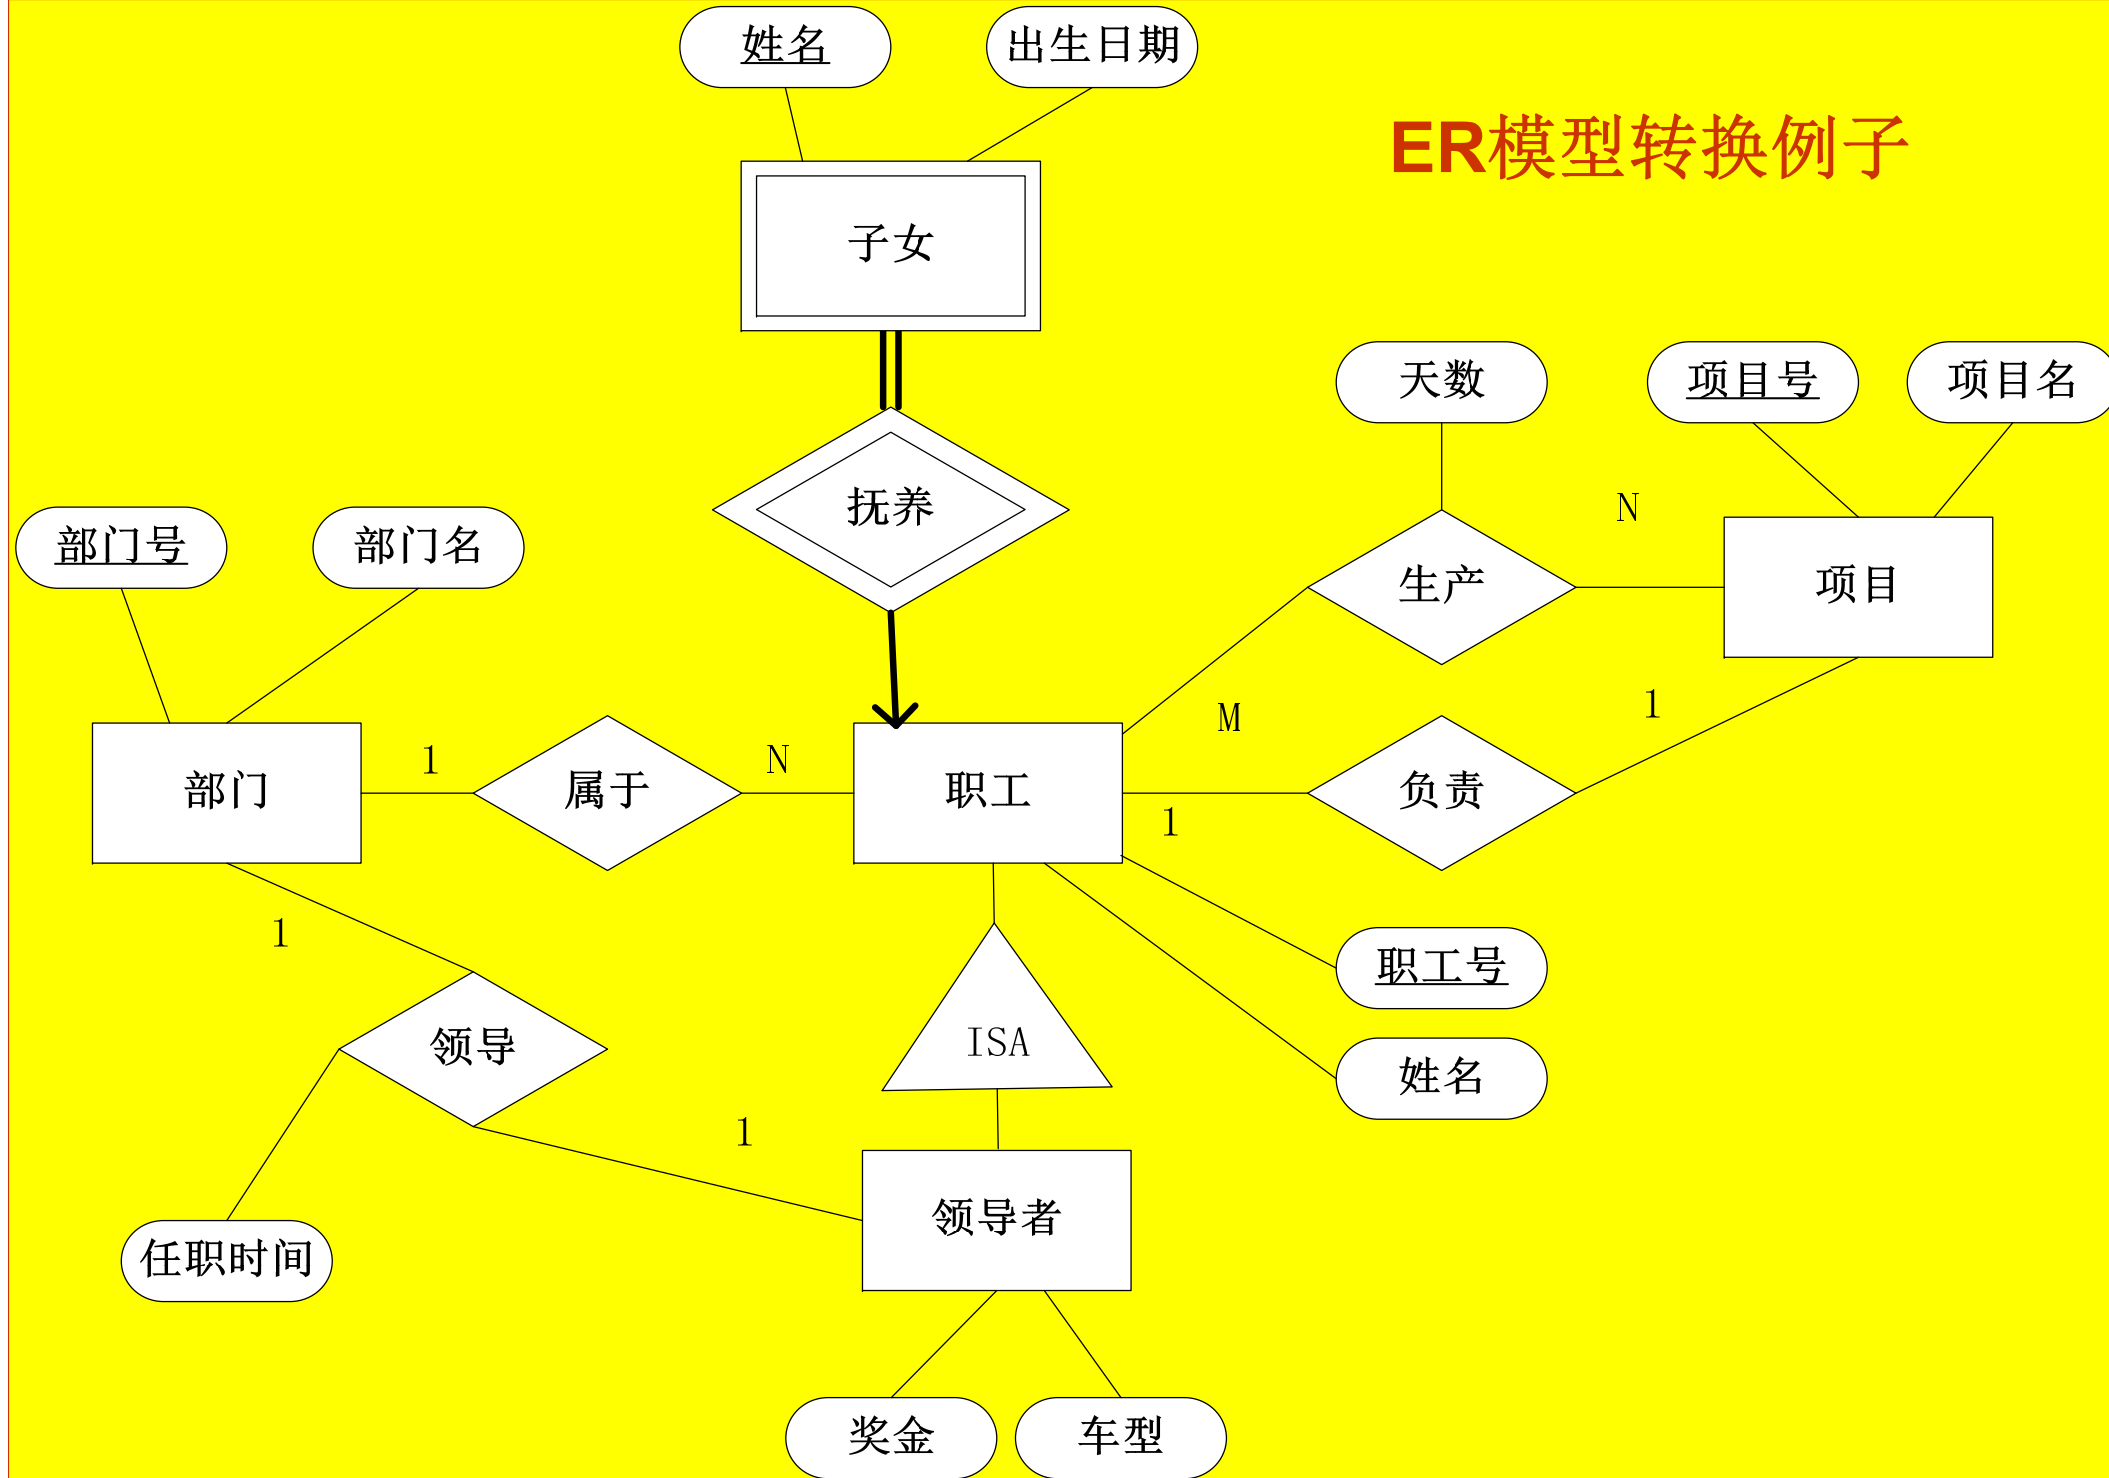 姓名
出生日期
ER模型转换例子
子女
天数
项目号
项目名
抚养
N
部门号
部门名
生产
项目
1
M
1
N
部门
属于
职工
负责
1
1
职工号
领导
ISA
姓名
1
领导者
任职时间
奖金
车型